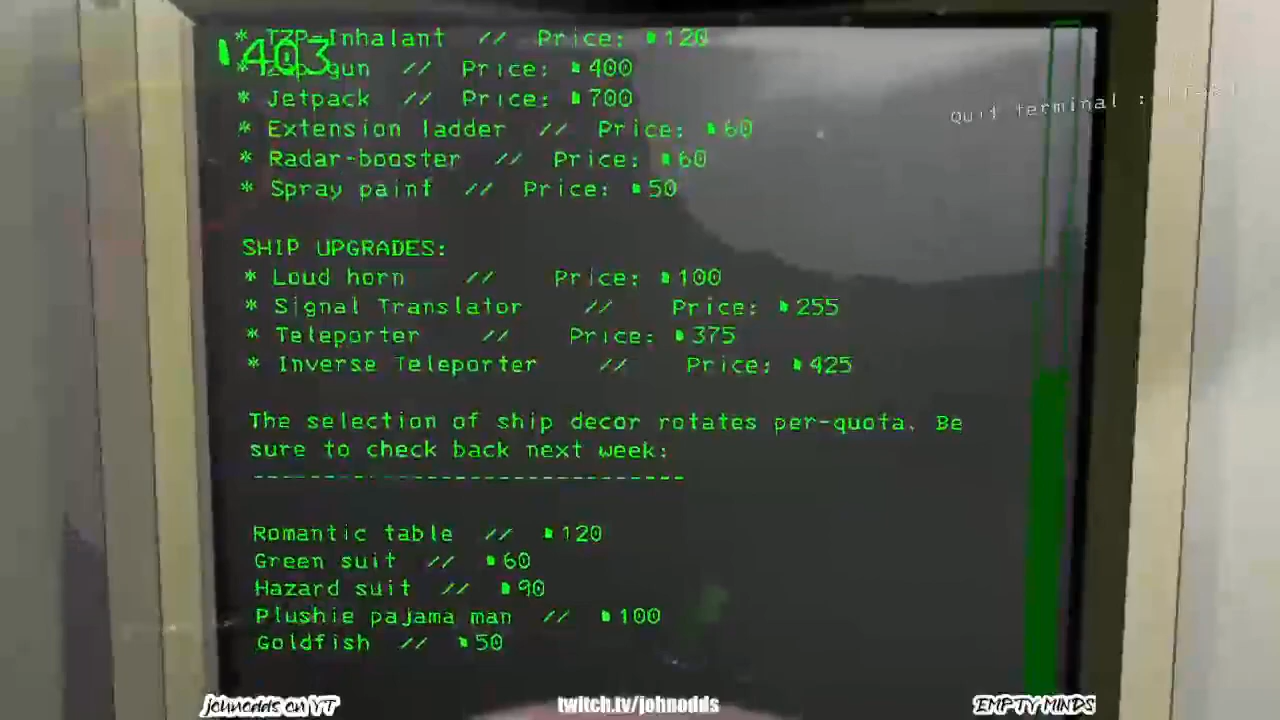 * TZP-Inhalant // Price: ▮120
▮403
* Zap gun // Price: ▮400
* Jetpack // Price: ▮700
Quit terminal :
* Extension ladder // Price: ▮60
* Radar-booster // Price: ▮60
* Spray paint // Price: ▮50
SHIP UPGRADES:
* Loud horn // Price: ▮100
* Signal Translator // Price: ▮255
* Teleporter // Price: ▮375
* Inverse Teleporter // Price: ▮425
The selection of ship decor rotates per-quota. Be
sure to check back next week:
------------------------------
Romantic table // ▮120
Green suit // ▮60
Hazard suit // ▮90
Plushie pajama man // ▮100
Goldfish // ▮50
johnodds on YT
twitch.tv/johnodds
EMPTY MINDS